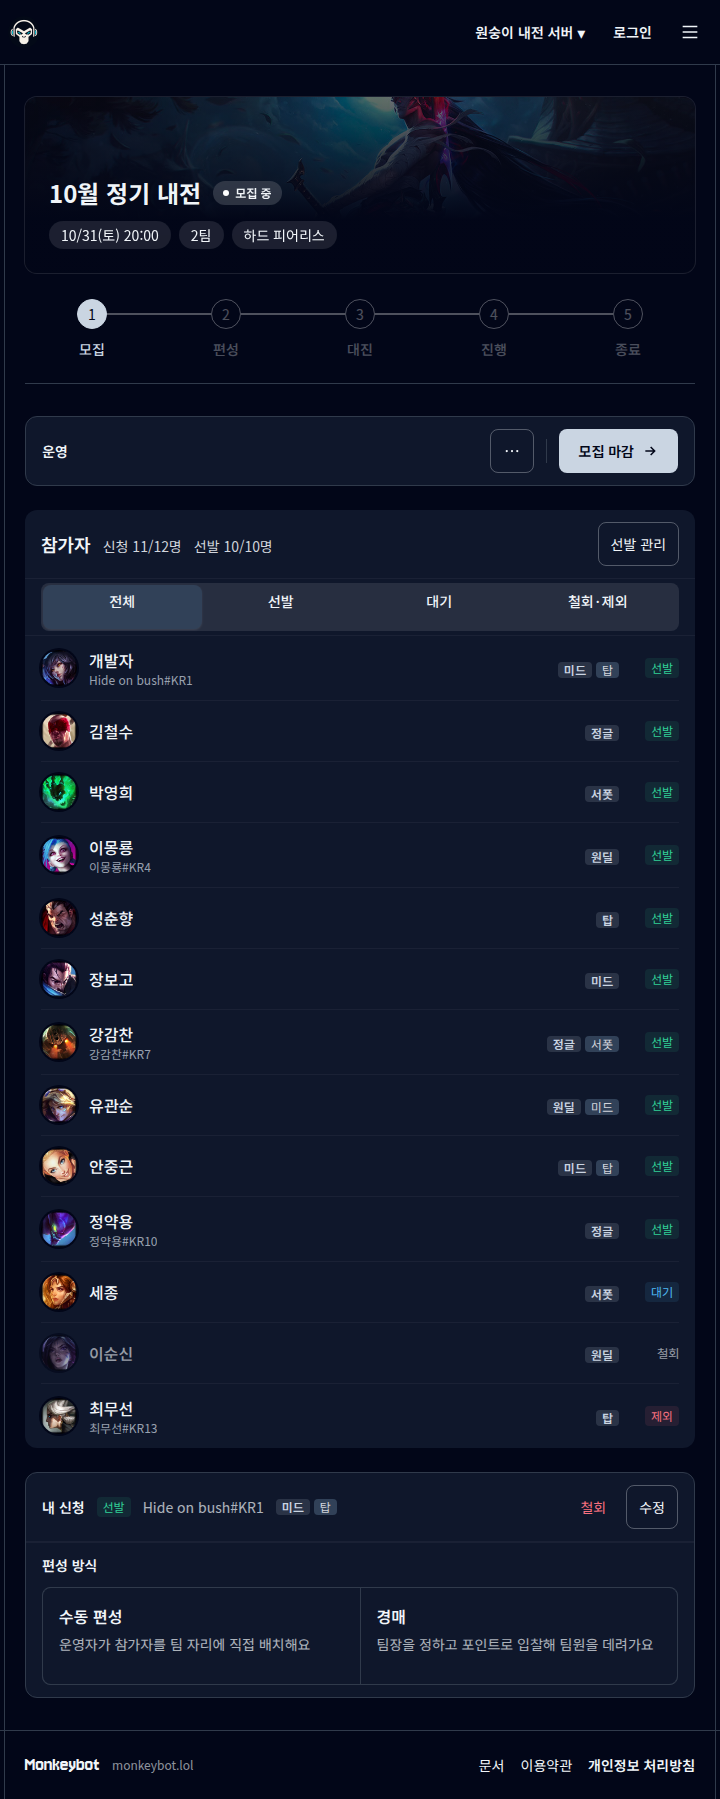 원숭이 내전 서버 ▾ 로그인
10월 정기 내전 모집 중
10/31(토) 20:00 2팀 하드 피어리스
1 2 3 4 5
모집 편성 대진 진행 종료
운영 ··· 모집 마감 →
참가자 신청 11/12명 선발 10/10명 선발 관리
전체 선발 대기 철회·제외
개발자 미드 탑 선발
Hide on bush#KR1
김철수 정글 선발
박영희 서폿 선발
이몽룡 원딜 선발
이몽룡#KR4
성춘향 탑 선발
장보고 미드 선발
강감찬 정글 서폿 선발
강감찬#KR7
유관순 원딜 미드 선발
안중근 미드 탑 선발
정약용 정글 선발
정약용#KR10
세종 서폿 대기
이순신 원딜 철회
최무선 탑 제외
최무선#KR13
내 신청 선발 Hide on bush#KR1 미드 탑 철회 수정
편성 방식
수동 편성
운영자가 참가자를 팀 자리에 직접 배치해요
경매
팀장을 정하고 포인트로 입찰해 팀원을 데려가요
Monkeybot monkeybot.lol 문서 이용약관 개인정보 처리방침